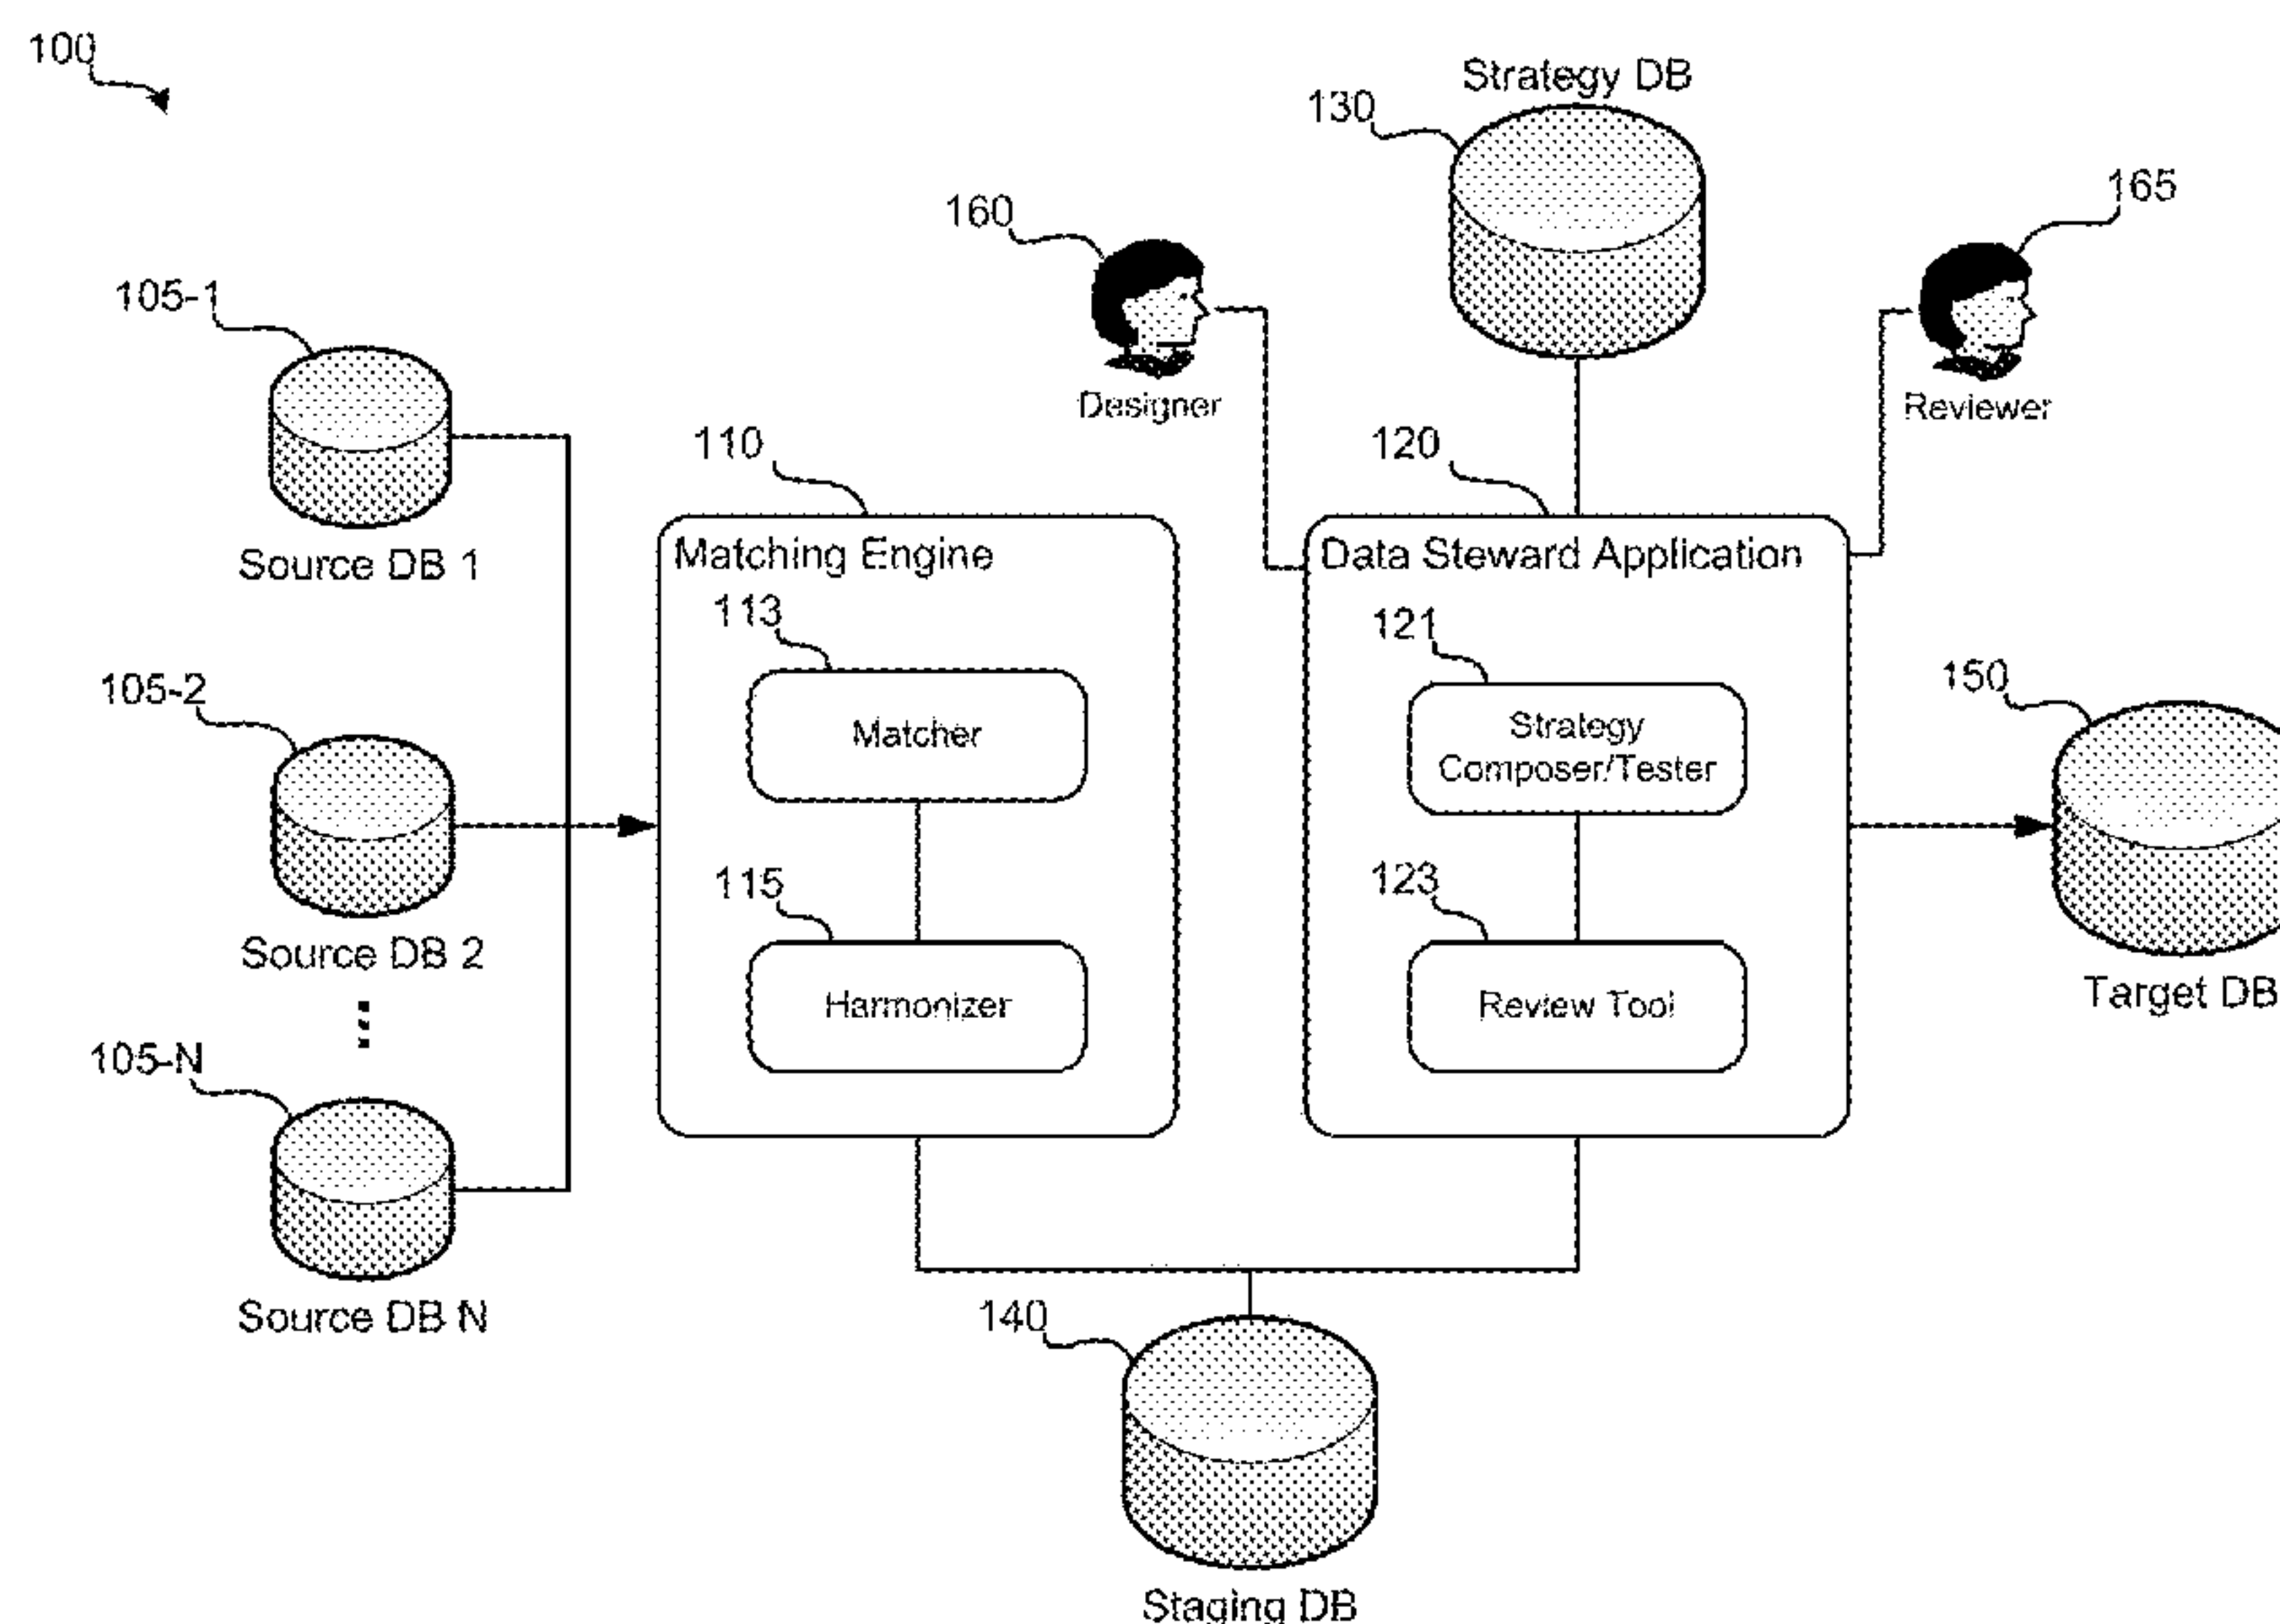 100
Strategy DB
130
160
165
105-1
Designer
Reviewer
110
120
Source DB 1
Matching Engine
Data Steward Application
113
121
105-2
150
Matcher
Strategy
Composer/Tester
115
123
Source DB 2
Harmonizer
Review Tool
Target DB
105-N
Source DB N
140
Staging DB